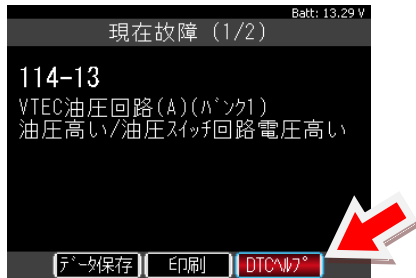 Batt: 13.29 V
現在故障 (1/2)
114-13
VTEC油圧回路(A)(ﾊﾞﾝｸ1)
油圧高い/油圧ｽｲｯﾁ回路電圧高い
ﾃﾞｰﾀ保存 印刷 DTCﾍﾙﾌﾟ